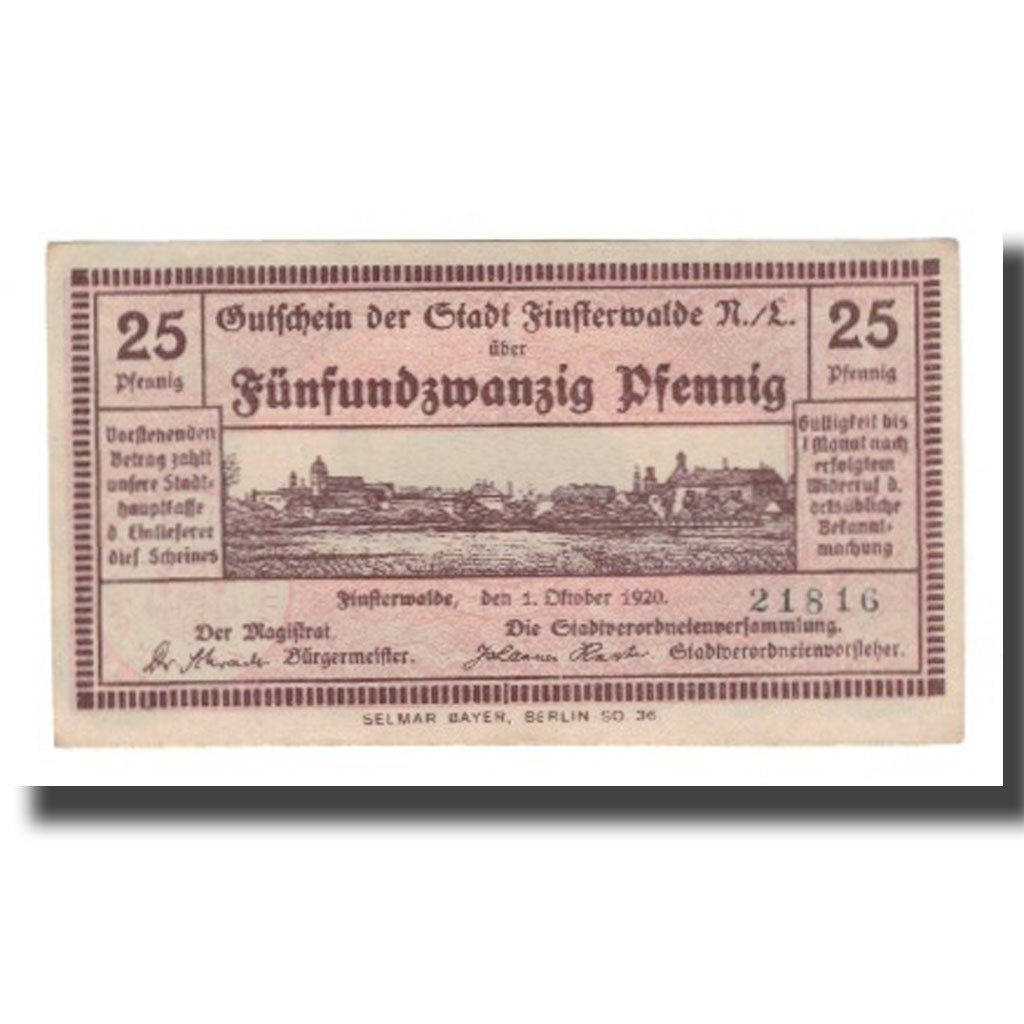 25
Pfennig
Gutschein der Stadt Finsterwalde N./L.
über
Fünfundzwanzig Pfennig
25
Pfennig
Vorstehenden
Betrag zahlt
unsere Stadt-
hauptkasse
d. Einlieferer
dies Scheines
Gültigkeit bis
1 Monat nach
erfolgtem
Widerruf d.
ortsübliche
Bekannt-
machung
Finsterwalde, den 1. Oktober 1920.
21816
Der Magistrat.
Die Stadtverordnetenversammlung.
Dr Bürgermeister.
Johannes Stadtverordnetenvorsteher.
SELMAR BAYER, BERLIN SO. 36